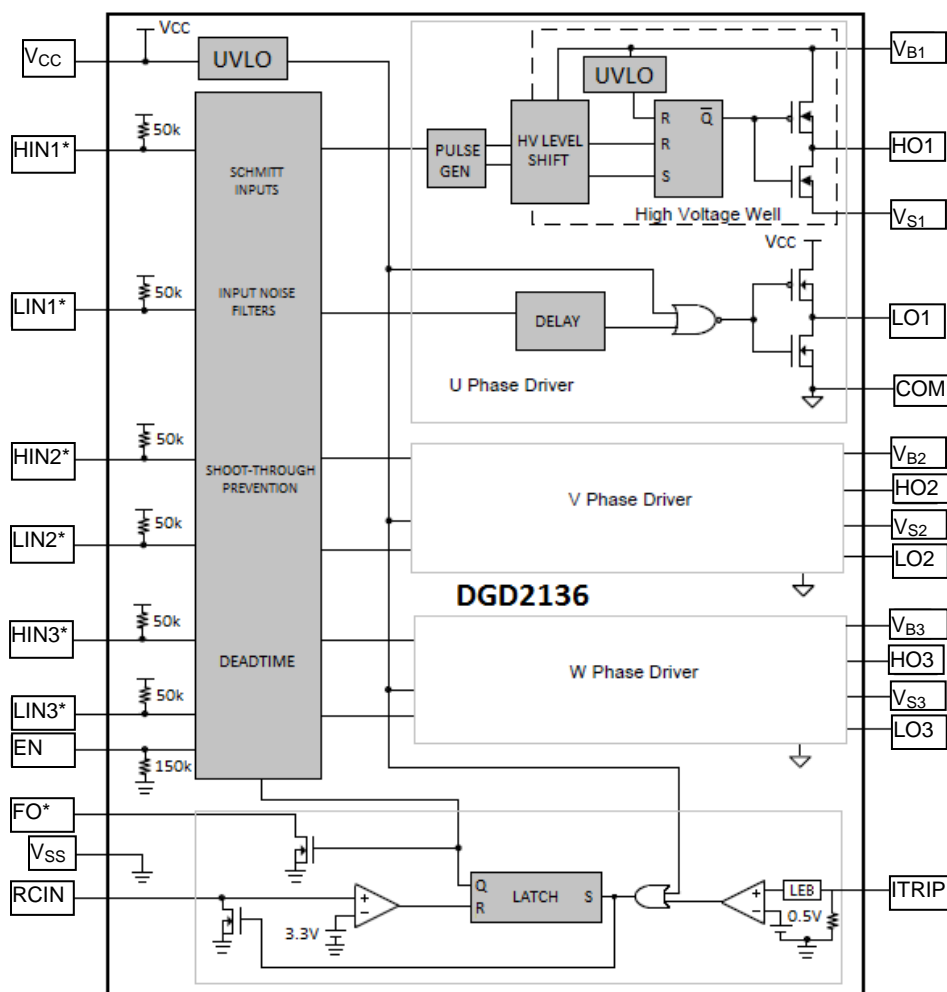 VCC
VCC
UVLO
VB1
UVLO
50k
HIN1*
PULSE
GEN
HV LEVEL
SHIFT
R
Q̅
R
S
HO1
SCHMITT
INPUTS
High Voltage Well
VS1
VCC
50k
LIN1*
INPUT NOISE
FILTERS
DELAY
LO1
U Phase Driver
COM
50k
HIN2*
SHOOT-THROUGH
PREVENTION
V Phase Driver
VB2
HO2
50k
LIN2*
VS2
LO2
DGD2136
50k
HIN3*
DEADTIME
W Phase Driver
VB3
HO3
50k
LIN3*
VS3
LO3
EN
150k
FO*
VSS
RCIN
+
−
3.3V
Q
R
LATCH
S
+
−
LEB
0.5V
ITRIP